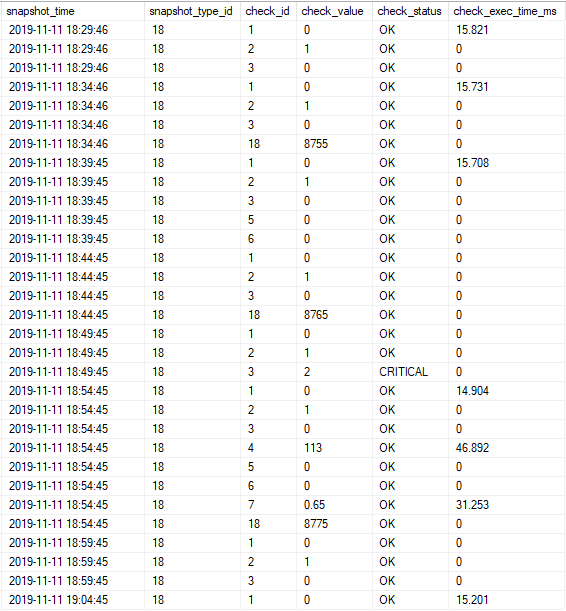 snapshot_time snapshot_type_id check_id check_value check_status check_exec_time_ms
2019-11-11 18:29:46 18 1 0 OK 15.821
2019-11-11 18:29:46 18 2 1 OK 0
2019-11-11 18:29:46 18 3 0 OK 0
2019-11-11 18:34:46 18 1 0 OK 15.731
2019-11-11 18:34:46 18 2 1 OK 0
2019-11-11 18:34:46 18 3 0 OK 0
2019-11-11 18:34:46 18 18 8755 OK 0
2019-11-11 18:39:45 18 1 0 OK 15.708
2019-11-11 18:39:45 18 2 1 OK 0
2019-11-11 18:39:45 18 3 0 OK 0
2019-11-11 18:39:45 18 5 0 OK 0
2019-11-11 18:39:45 18 6 0 OK 0
2019-11-11 18:44:45 18 1 0 OK 0
2019-11-11 18:44:45 18 2 1 OK 0
2019-11-11 18:44:45 18 3 0 OK 0
2019-11-11 18:44:45 18 18 8765 OK 0
2019-11-11 18:49:45 18 1 0 OK 0
2019-11-11 18:49:45 18 2 1 OK 0
2019-11-11 18:49:45 18 3 2 CRITICAL 0
2019-11-11 18:54:45 18 1 0 OK 14.904
2019-11-11 18:54:45 18 2 1 OK 0
2019-11-11 18:54:45 18 3 0 OK 0
2019-11-11 18:54:45 18 4 113 OK 46.892
2019-11-11 18:54:45 18 5 0 OK 0
2019-11-11 18:54:45 18 6 0 OK 0
2019-11-11 18:54:45 18 7 0.65 OK 31.253
2019-11-11 18:54:45 18 18 8775 OK 0
2019-11-11 18:59:45 18 1 0 OK 0
2019-11-11 18:59:45 18 2 1 OK 0
2019-11-11 18:59:45 18 3 0 OK 0
2019-11-11 19:04:45 18 1 0 OK 15.201